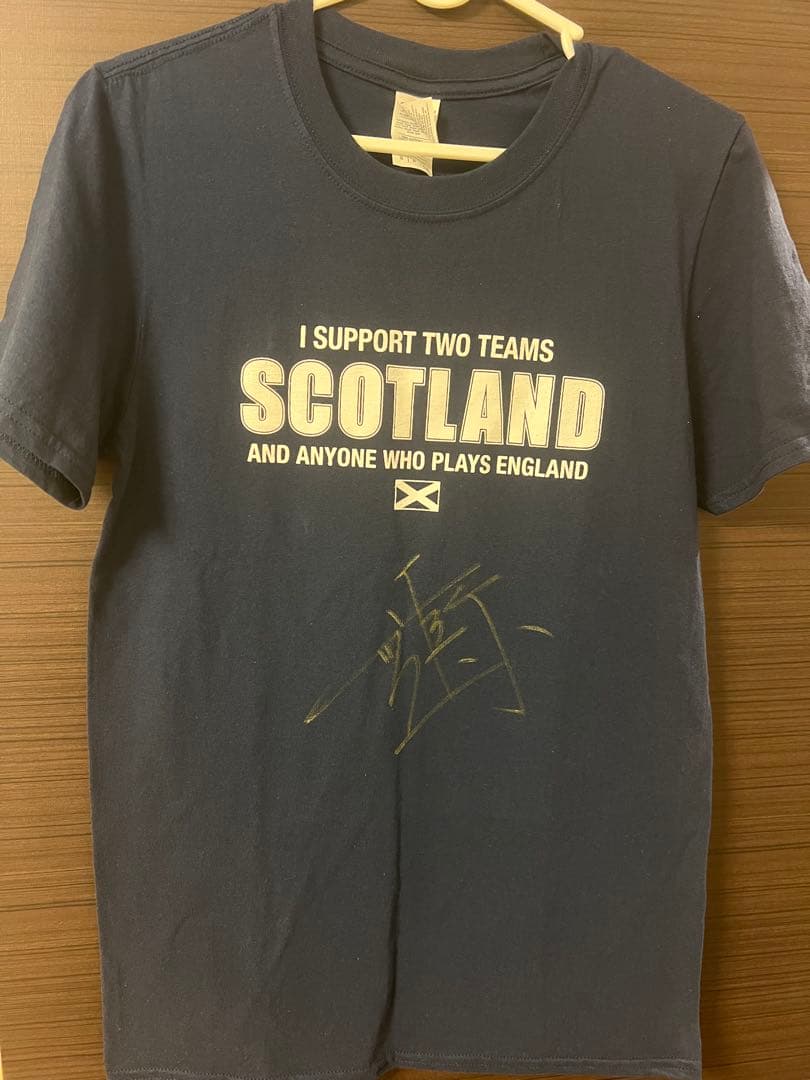 I SUPPORT TWO TEAMS
SCOTLAND
AND ANYONE WHO PLAYS ENGLAND